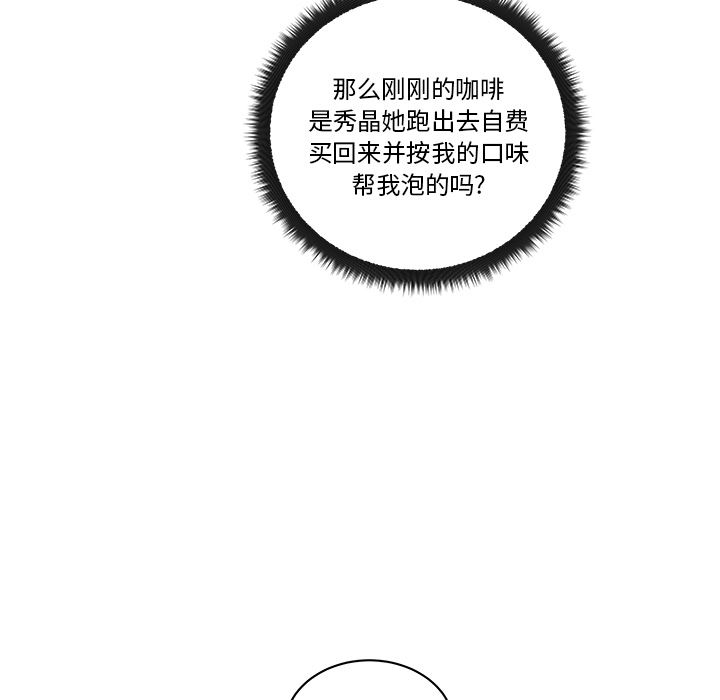 那么刚刚的咖啡
是秀晶她跑出去自费
买回来并按我的口味
帮我泡的吗?